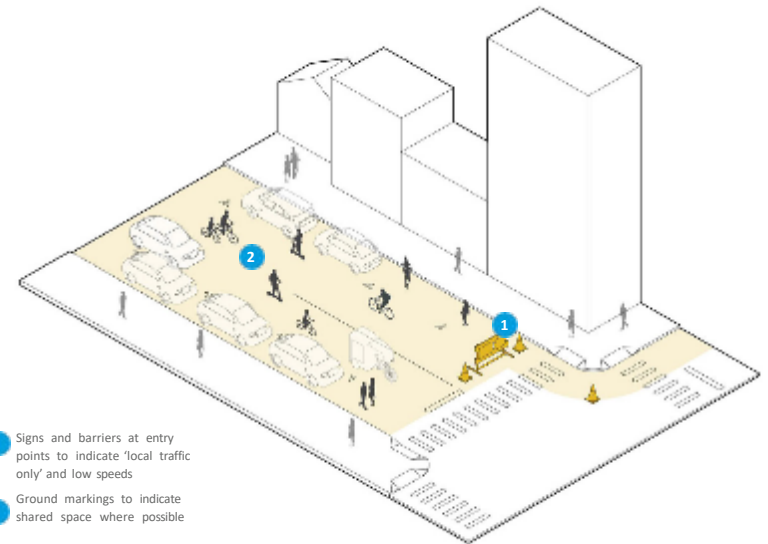 2
1
Signs and barriers at entry
points to indicate 'local traffic
only' and low speeds
Ground markings to indicate
shared space where possible